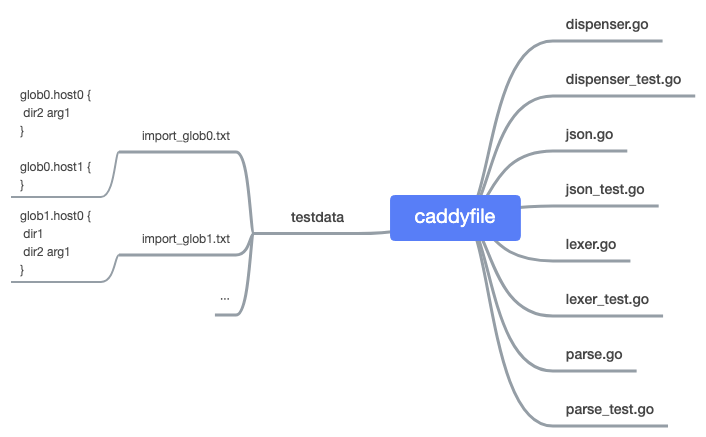 glob0.host0 {
dir2 arg1
}
glob0.host1 {
}
import_glob0.txt
glob1.host0 {
dir1
dir2 arg1
}
import_glob1.txt
...
testdata
caddyfile
dispenser.go
dispenser_test.go
json.go
json_test.go
lexer.go
lexer_test.go
parse.go
parse_test.go